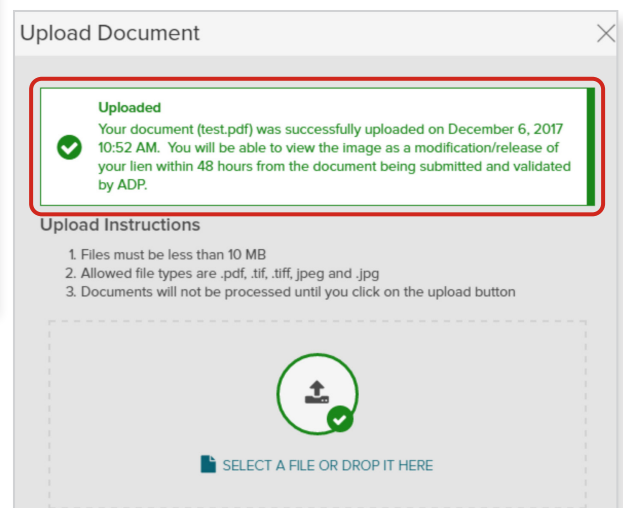 Upload Document
Uploaded
Your document (test.pdf) was successfully uploaded on December 6, 2017
10:52 AM. You will be able to view the image as a modification/release of
your lien within 48 hours from the document being submitted and validated
by ADP.
Upload Instructions
1. Files must be less than 10 MB
2. Allowed file types are .pdf, .tif, .tiff, jpeg and .jpg
3. Documents will not be processed until you click on the upload button
SELECT A FILE OR DROP IT HERE